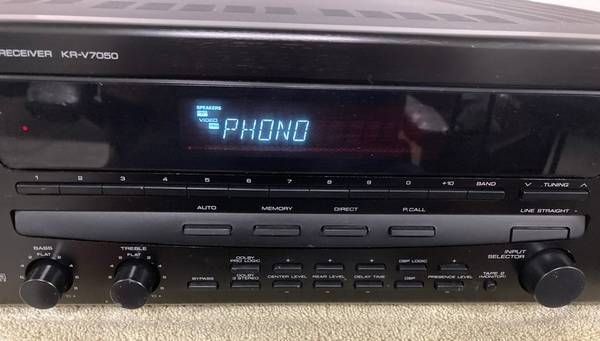 RECEIVER KR-V7050
SPEAKERS
VIDEO
PHONO
1 2 3 4 5 6 7 8 9 0 +10 BAND TUNING
AUTO MEMORY DIRECT P.CALL LINE STRAIGHT
BASS TREBLE INPUT SELECTOR
FLAT FLAT
BYPASS DOLBY PRO LOGIC CENTER LEVEL REAR LEVEL DELAY TIME DSP LOGIC PRESENCE LEVEL TAPE 2 (MONITOR)
DOLBY 3 STEREO DSP